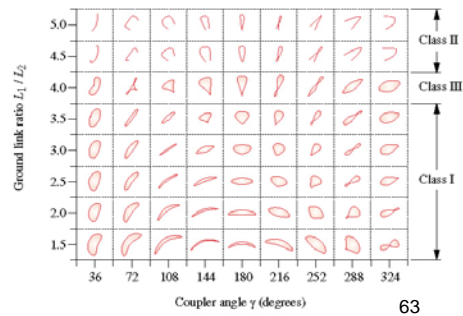 5.0
4.5
4.0
3.5
3.0
2.5
2.0
1.5
Ground link ratio L₁ / L₂
Class II
Class III
Class I
36 72 108 144 180 216 252 288 324
Coupler angle γ (degrees)
63